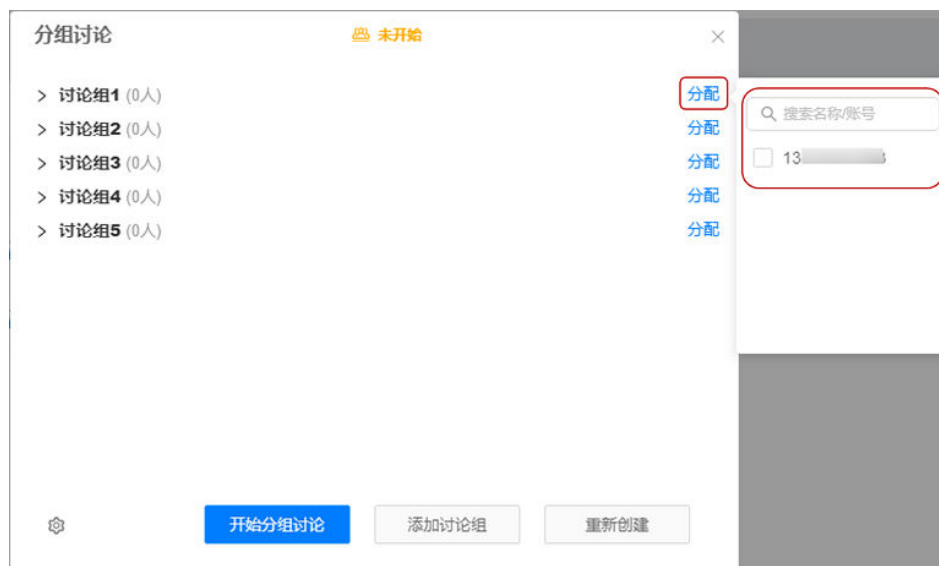 分组讨论 未开始
讨论组1 (0人) 分配
讨论组2 (0人) 分配
讨论组3 (0人) 分配
讨论组4 (0人) 分配
讨论组5 (0人) 分配
搜索名称/账号
13
开始分组讨论 添加讨论组 重新创建